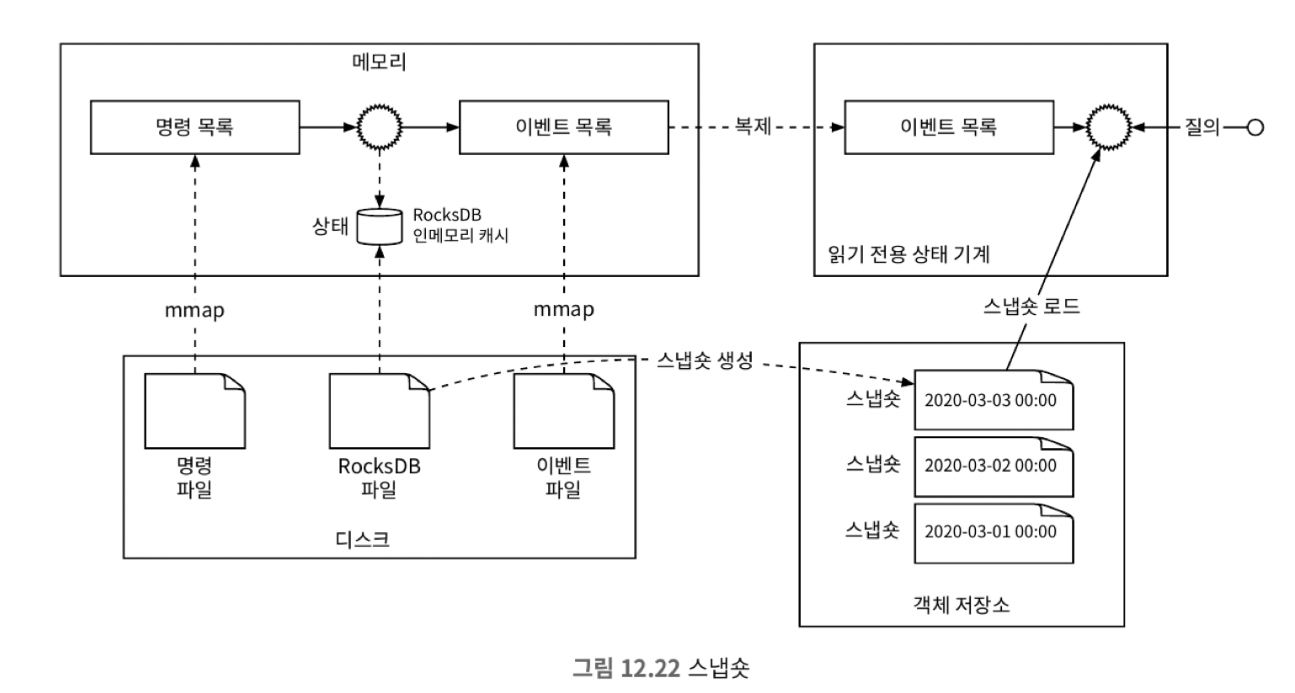 메모리
명령 목록
이벤트 목록
복제
이벤트 목록
질의
상태
RocksDB
인메모리 캐시
읽기 전용 상태 기계
mmap
mmap
스냅숏 로드
스냅숏 생성
명령
파일
RocksDB
파일
이벤트
파일
디스크
스냅숏
2020-03-03 00:00
스냅숏
2020-03-02 00:00
스냅숏
2020-03-01 00:00
객체 저장소
그림 12.22 스냅숏